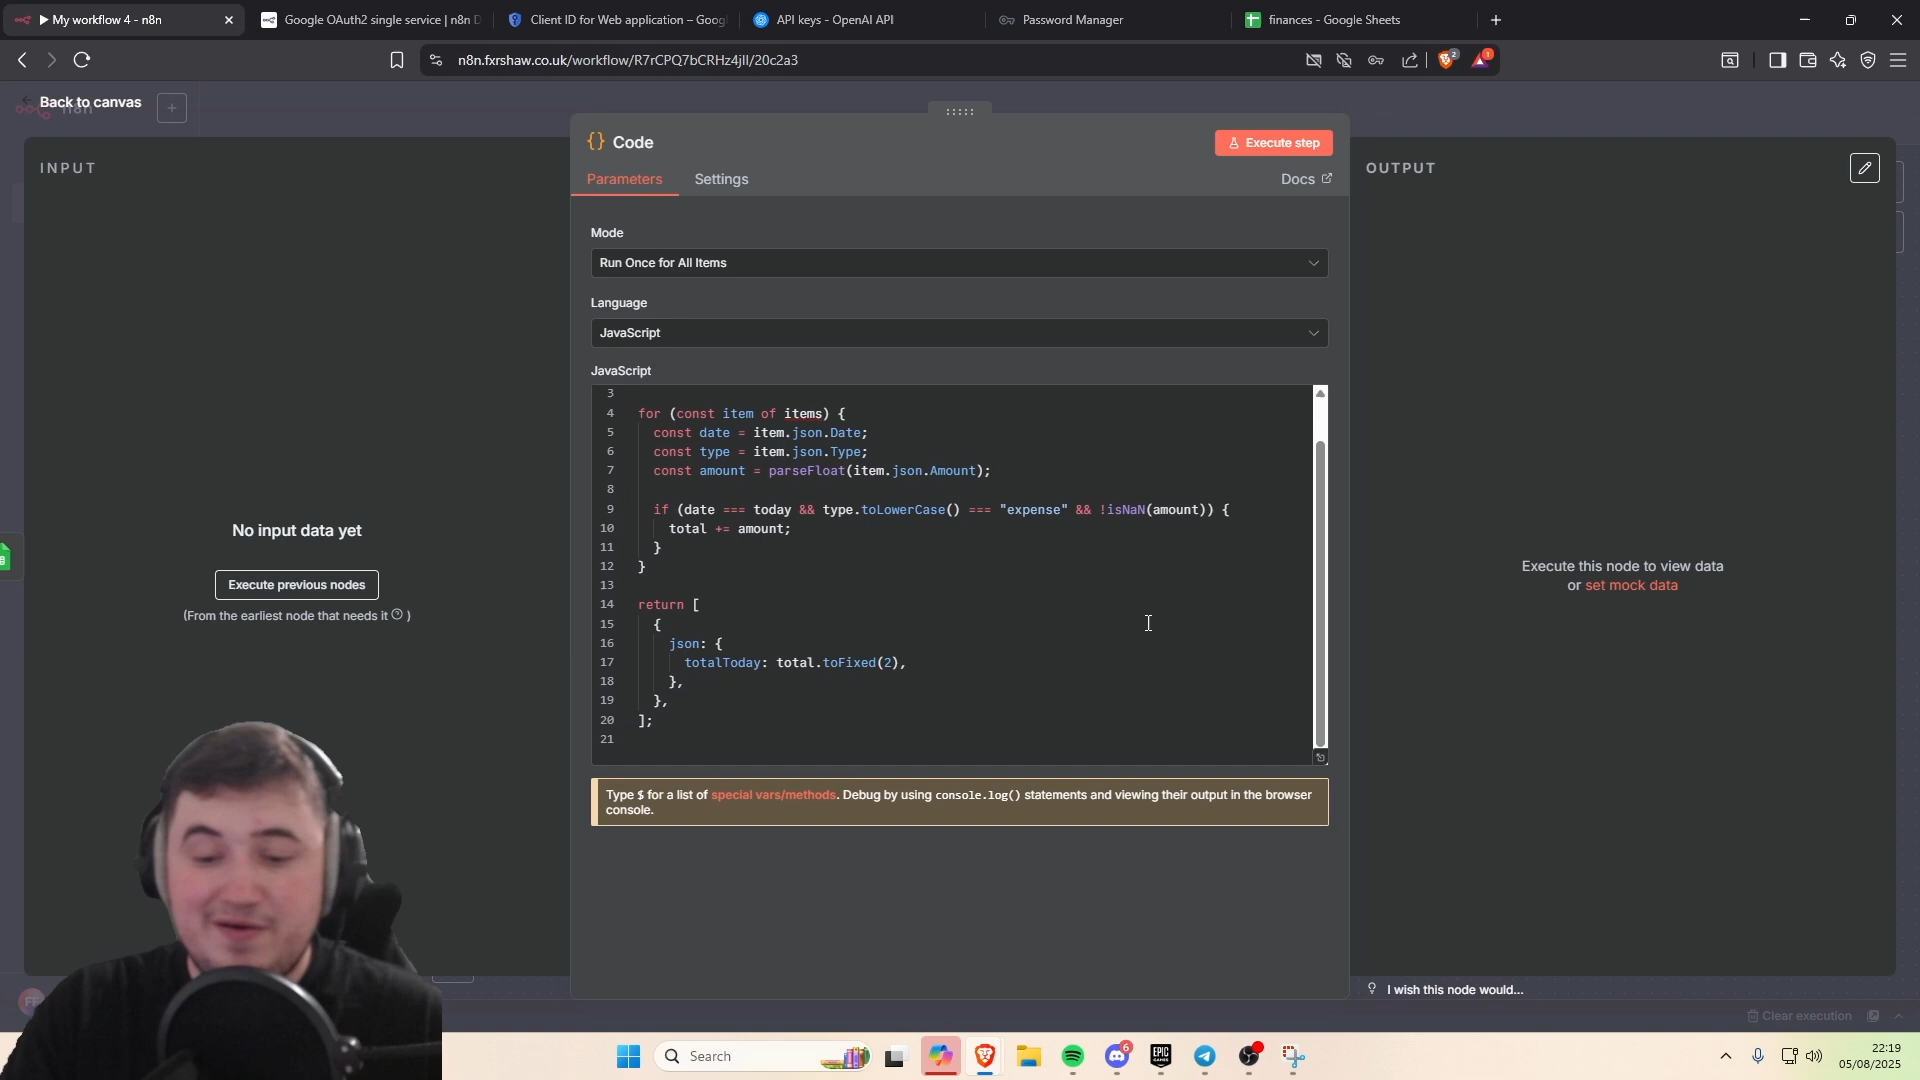 My workflow 4 - n8n
Google OAuth2 single service | n8n D
Client ID for Web application – Goog
API keys - OpenAI API
Password Manager
finances - Google Sheets
n8n.fxrshaw.co.uk/workflow/R7rCPQ7bCRHz4jIl/20c2a3
2
1
Back to canvas
n8n
INPUT
No input data yet
Execute previous nodes
(From the earliest node that needs it ? )
{} Code
Execute step
Parameters
Settings
Docs
Mode
Run Once for All Items
Language
JavaScript
JavaScript
3
4 for (const item of items) {
5 const date = item.json.Date;
6 const type = item.json.Type;
7 const amount = parseFloat(item.json.Amount);
8
9 if (date === today && type.toLowerCase() === "expense" && !isNaN(amount)) {
10 total += amount;
11 }
12 }
13
14 return [
15 {
16 json: {
17 totalToday: total.toFixed(2),
18 },
19 },
20 ];
21
Type $ for a list of special vars/methods. Debug by using console.log() statements and viewing their output in the browser
console.
OUTPUT
Execute this node to view data
or set mock data
I wish this node would...
Clear execution
FF
Search
6
EPIC
GAMES
22:19
05/08/2025